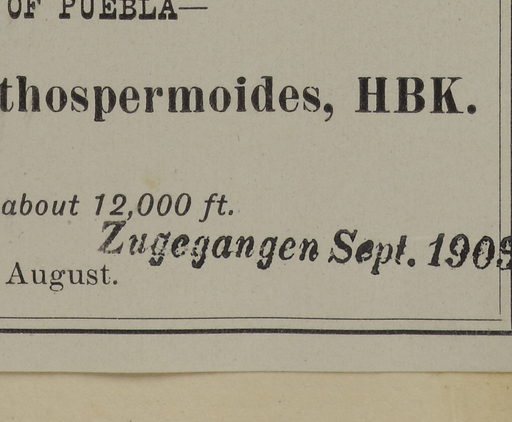 OF PUEBLA—
thospermoides, HBK.
about 12,000 ft.
Zugegangen Sept. 190
August.